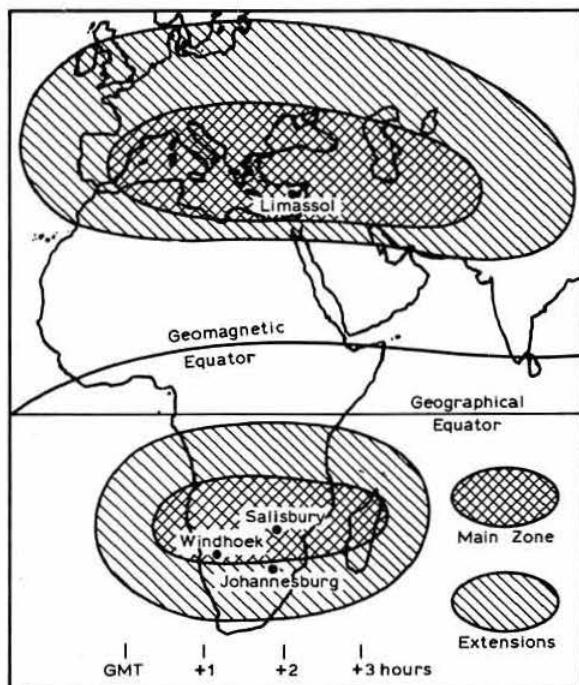 Limassol
Geomagnetic
Equator
Geographical
Equator
Salisbury
Windhoek
Johannesburg
Main Zone
Extensions
GMT +1 +2 +3 hours